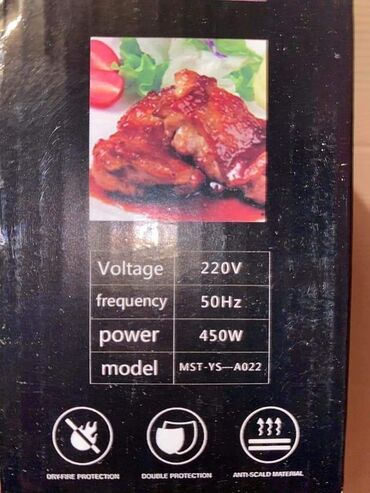 Voltage 220V
frequency 50Hz
power 450W
model MST-YS—A022
DRY-FIRE PROTECTION DOUBLE PROTECTION ANTI-SCALD MATERIAL